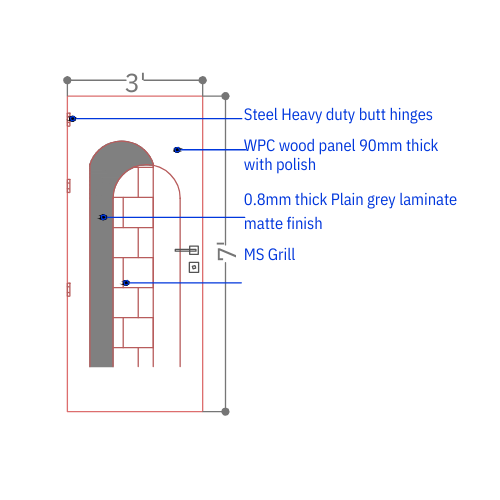 3'
Steel Heavy duty butt hinges
WPC wood panel 90mm thick
with polish
0.8mm thick Plain grey laminate
matte finish
7'
MS Grill